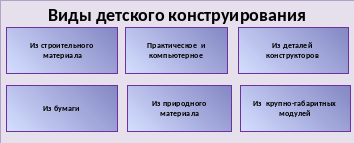 Виды детского конструирования
Из строительного
материала
Практическое и
компьютерное
Из деталей
конструкторов
Из бумаги
Из природного
материала
Из крупно-габаритных
модулей